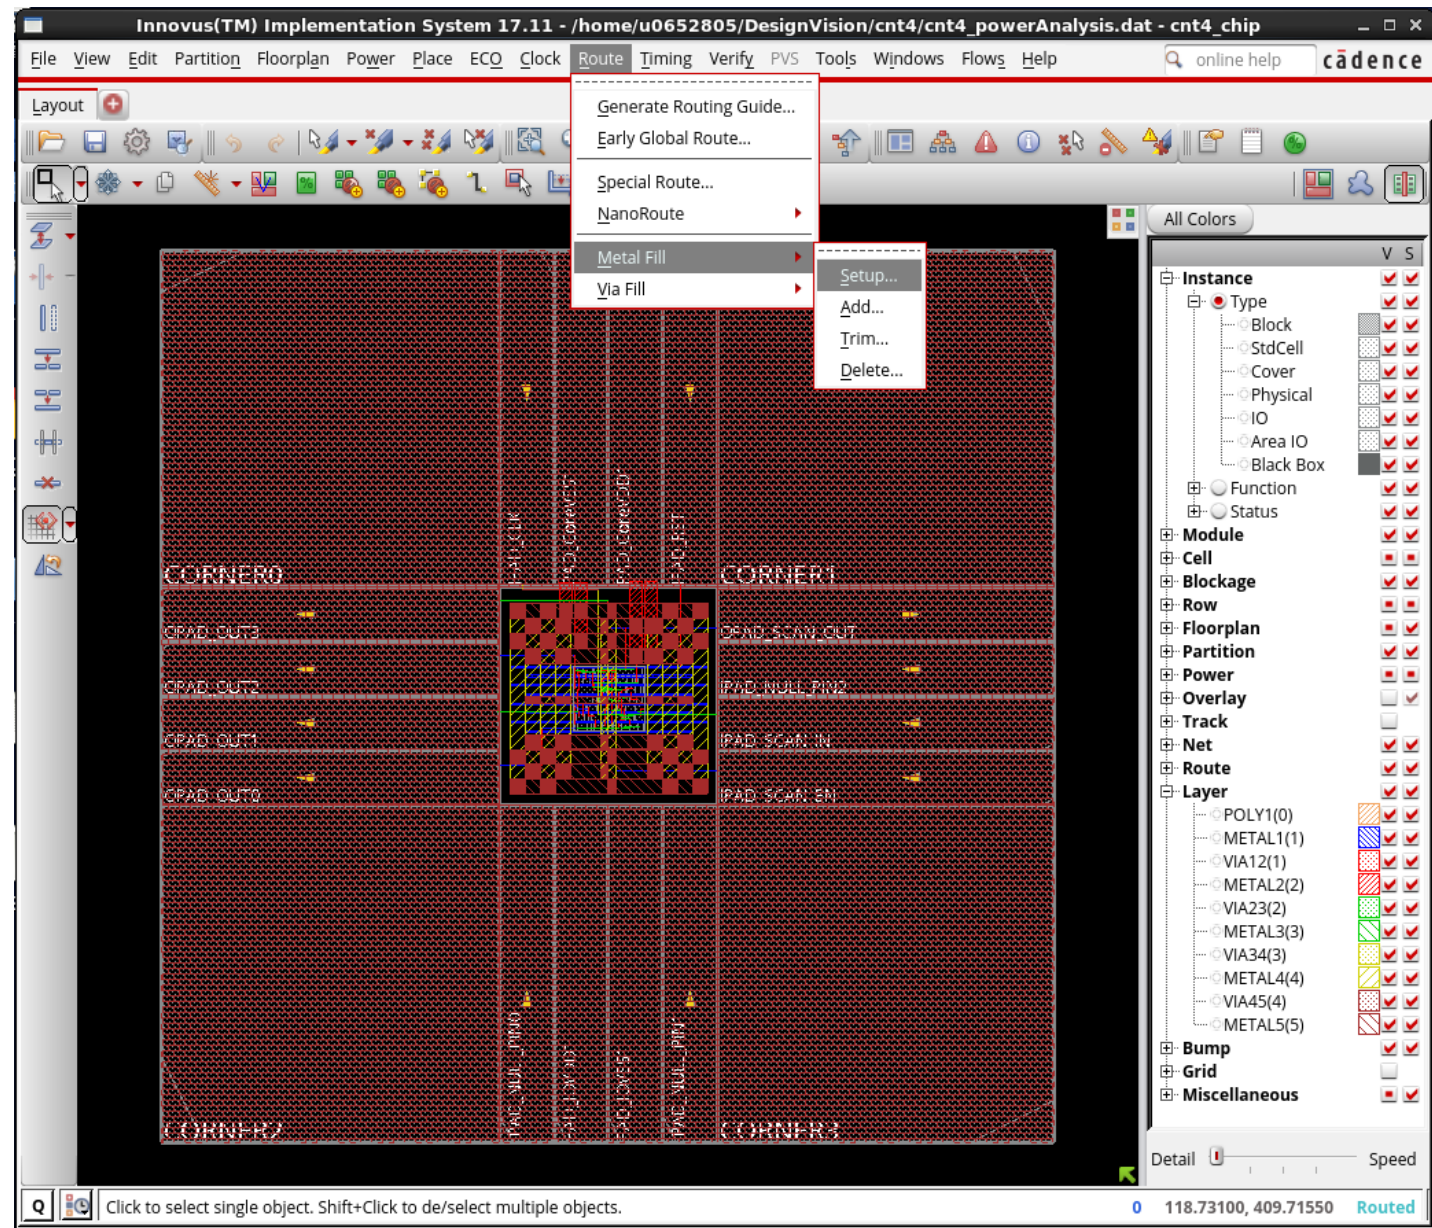 Innovus(TM) Implementation System 17.11 - /home/u0652805/DesignVision/cnt4/cnt4_powerAnalysis.dat - cnt4_chip
File View Edit Partition Floorplan Power Place ECO Clock Route Timing Verify PVS Tools Windows Flows Help online help cādence
Layout
Generate Routing Guide...
Early Global Route...
Special Route...
NanoRoute
Metal Fill
Via Fill
Setup...
Add...
Trim...
Delete...
All Colors
V S
Instance
Type
Block
StdCell
Cover
Physical
IO
Area IO
Black Box
Function
Status
Module
Cell
Blockage
Row
Floorplan
Partition
Power
Overlay
Track
Net
Route
Layer
POLY1(0)
METAL1(1)
VIA12(1)
METAL2(2)
VIA23(2)
METAL3(3)
VIA34(3)
METAL4(4)
VIA45(4)
METAL5(5)
Bump
Grid
Miscellaneous
Detail Speed
CORNER0
CORNER1
OPAD_OUT3
OPAD_SCAN_OUT
OPAD_OUT2
IPAD_NULL_PIN2
OPAD_OUT1
IPAD_SCAN_IN
OPAD_OUT0
IPAD_SCAN_EN
CORNER2
CORNER3
Q Click to select single object. Shift+Click to de/select multiple objects. 0 118.73100, 409.71550 Routed